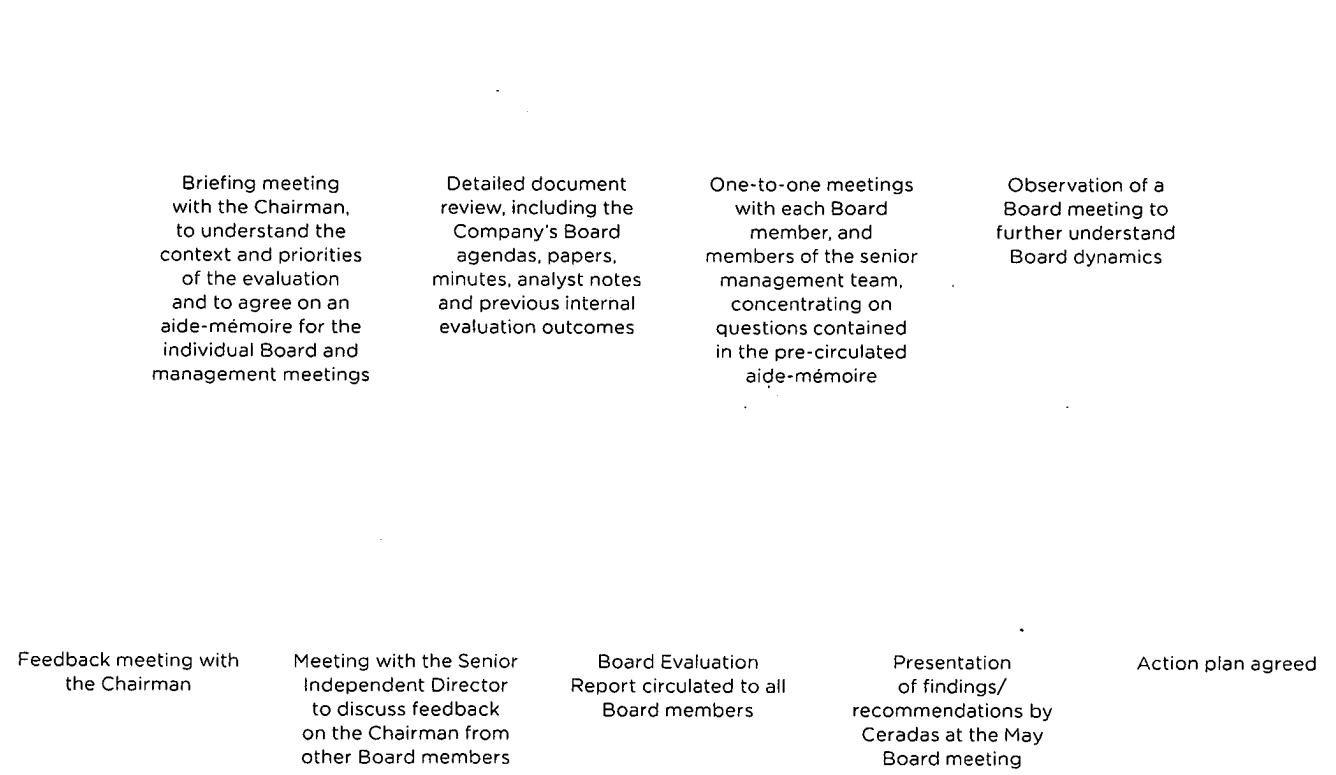 Briefing meeting
with the Chairman,
to understand the
context and priorities
of the evaluation
and to agree on an
aide-mémoire for the
individual Board and
management meetings
Detailed document
review, including the
Company's Board
agendas, papers,
minutes, analyst notes
and previous internal
evaluation outcomes
One-to-one meetings
with each Board
member, and
members of the senior
management team,
concentrating on
questions contained
in the pre-circulated
aide-mémoire
Observation of a
Board meeting to
further understand
Board dynamics
Feedback meeting with
the Chairman
Meeting with the Senior
Independent Director
to discuss feedback
on the Chairman from
other Board members
Board Evaluation
Report circulated to all
Board members
Presentation
of findings/
recommendations by
Ceradas at the May
Board meeting
Action plan agreed